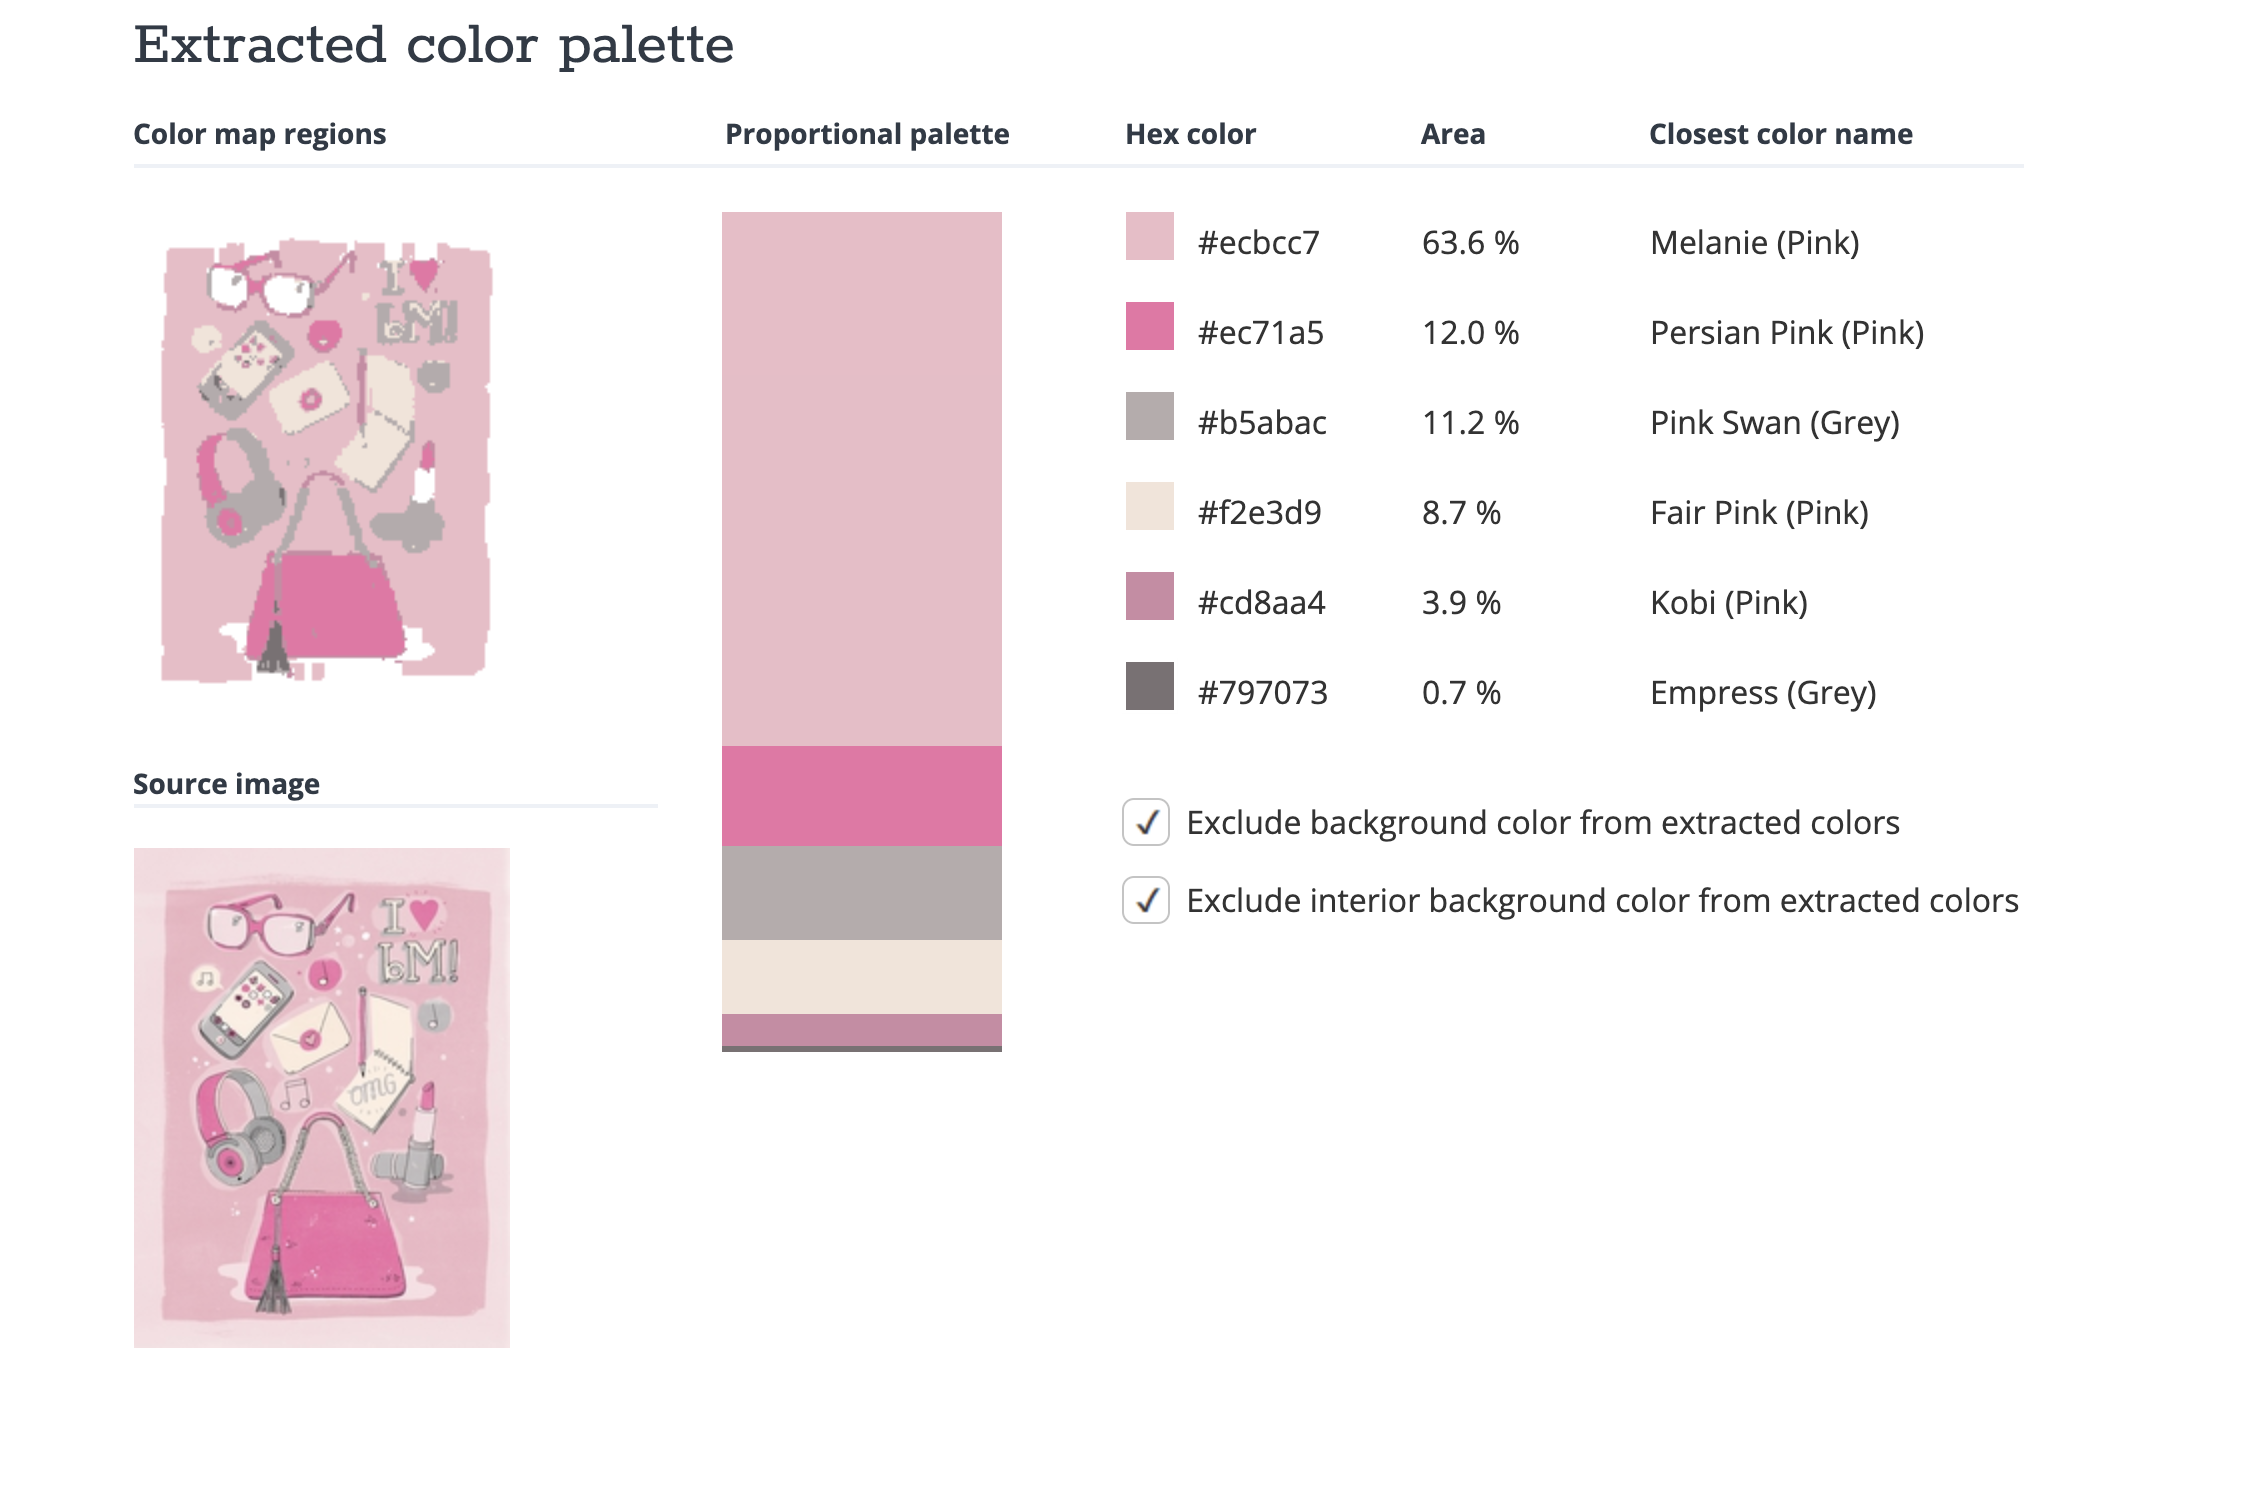 Extracted color palette
Color map regions
Proportional palette
Hex color
Area
Closest color name
I
bM!
#ecbcc7
63.6 %
Melanie (Pink)
#ec71a5
12.0 %
Persian Pink (Pink)
#b5abac
11.2 %
Pink Swan (Grey)
#f2e3d9
8.7 %
Fair Pink (Pink)
#cd8aa4
3.9 %
Kobi (Pink)
#797073
0.7 %
Empress (Grey)
Exclude background color from extracted colors
Exclude interior background color from extracted colors
Source image
I
bM!
OMG